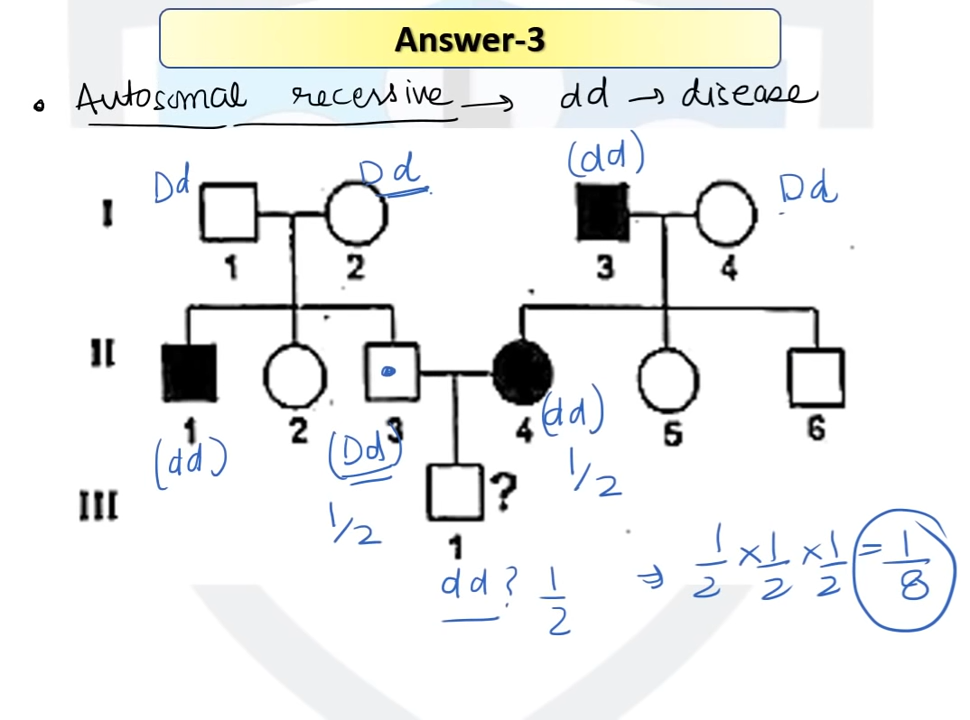 Answer-3
• Autosomal recessive → dd → disease
Dd Dd (dd) Dd
I
1 2 3 4
II
1 2 3 4 5 6
(dd) (Dd) (dd)
1/2 1/2
III ?
1
dd? 1/2 ⇒ 1/2 × 1/2 × 1/2 = 1/8